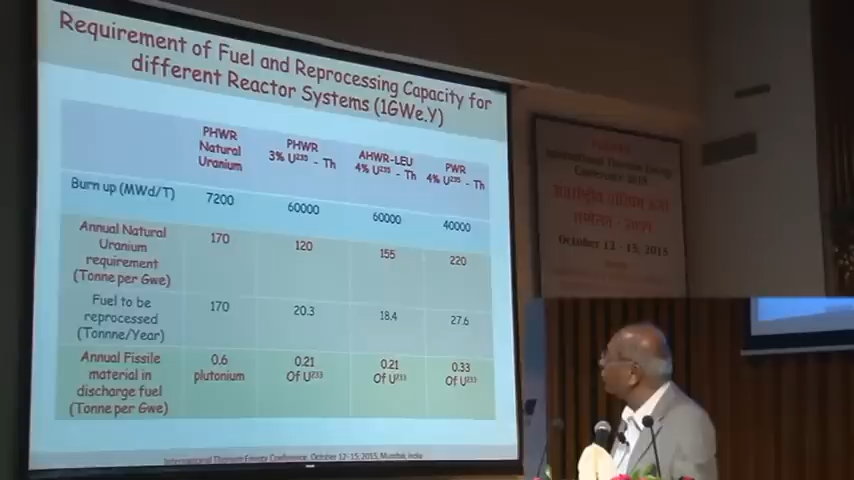 Requirement of Fuel and Reprocessing Capacity for
different Reactor Systems (1GWe.Y)
PHWR
Natural
Uranium
PHWR
3% U235 - Th
AHWR-LEU
4% U235 - Th
PWR
4% U235 - Th
Burn up (MWd/T)
7200
60000
60000
40000
Annual Natural
Uranium
requirement
(Tonne per Gwe)
170
120
155
220
Fuel to be
reprocessed
(Tonnne/Year)
170
20.3
18.4
27.6
Annual Fissile
material in
discharge fuel
(Tonne per Gwe)
0.6
plutonium
0.21
Of U233
0.21
Of U233
0.33
Of U233
International Thorium Energy Conference, October 12-15, 2015, Mumbai, India
International Thorium Energy
Conference 2015
October 12 - 15, 2015